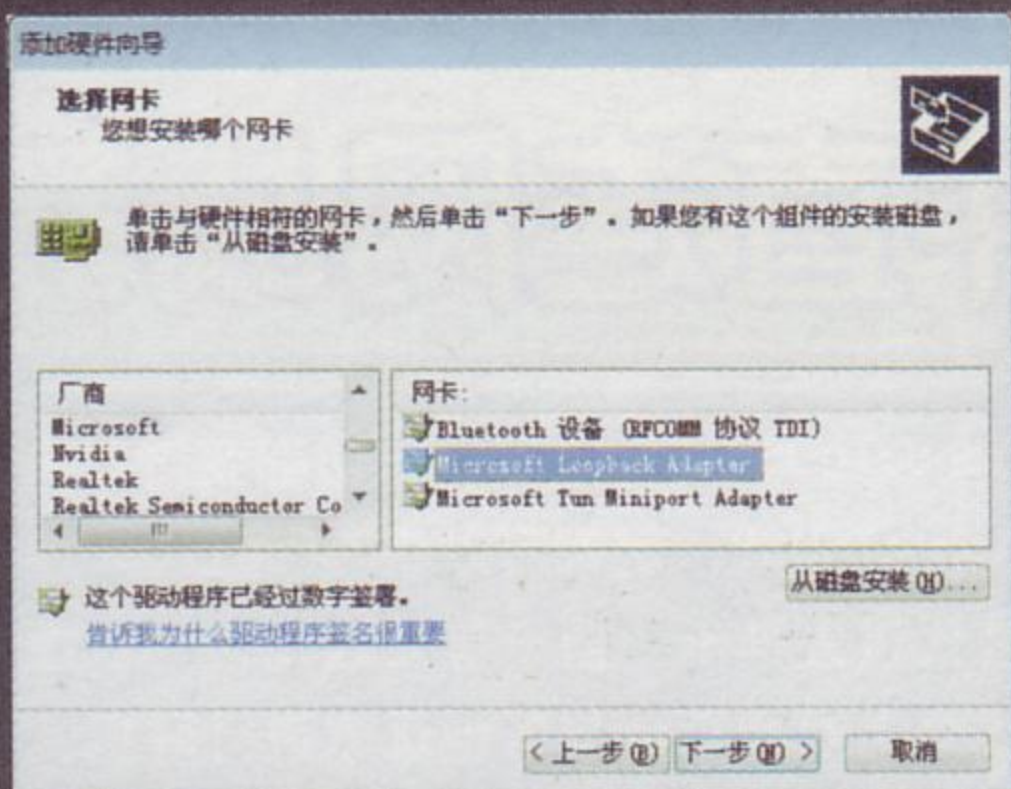 添加硬件向导
选择网卡
您想安装哪个网卡
单击与硬件相符的网卡，然后单击“下一步”。如果您有这个组件的安装磁盘，
请单击“从磁盘安装”。
厂商
Microsoft
Nvidia
Realtek
Realtek Semiconductor Co
网卡:
Bluetooth 设备 (RFCOMM 协议 TDI)
Microsoft Loopback Adapter
Microsoft Tun Miniport Adapter
从磁盘安装(H)...
这个驱动程序已经过数字签署。
告诉我为什么驱动程序签名很重要
< 上一步(B)
下一步(N) >
取消